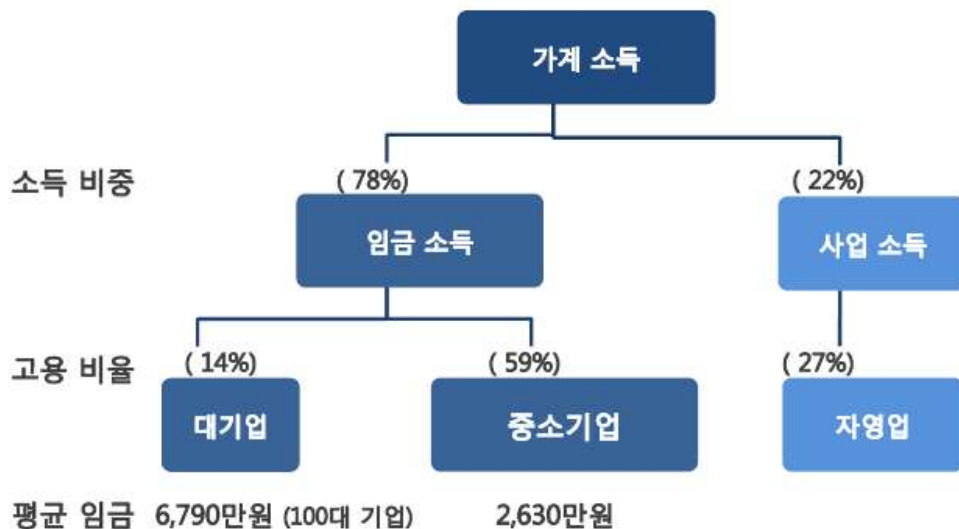 가계 소득
소득 비중 ( 78%) ( 22%)
임금 소득 사업 소득
고용 비율 ( 14%) ( 59%) ( 27%)
대기업 중소기업 자영업
평균 임금 6,790만원 (100대 기업) 2,630만원